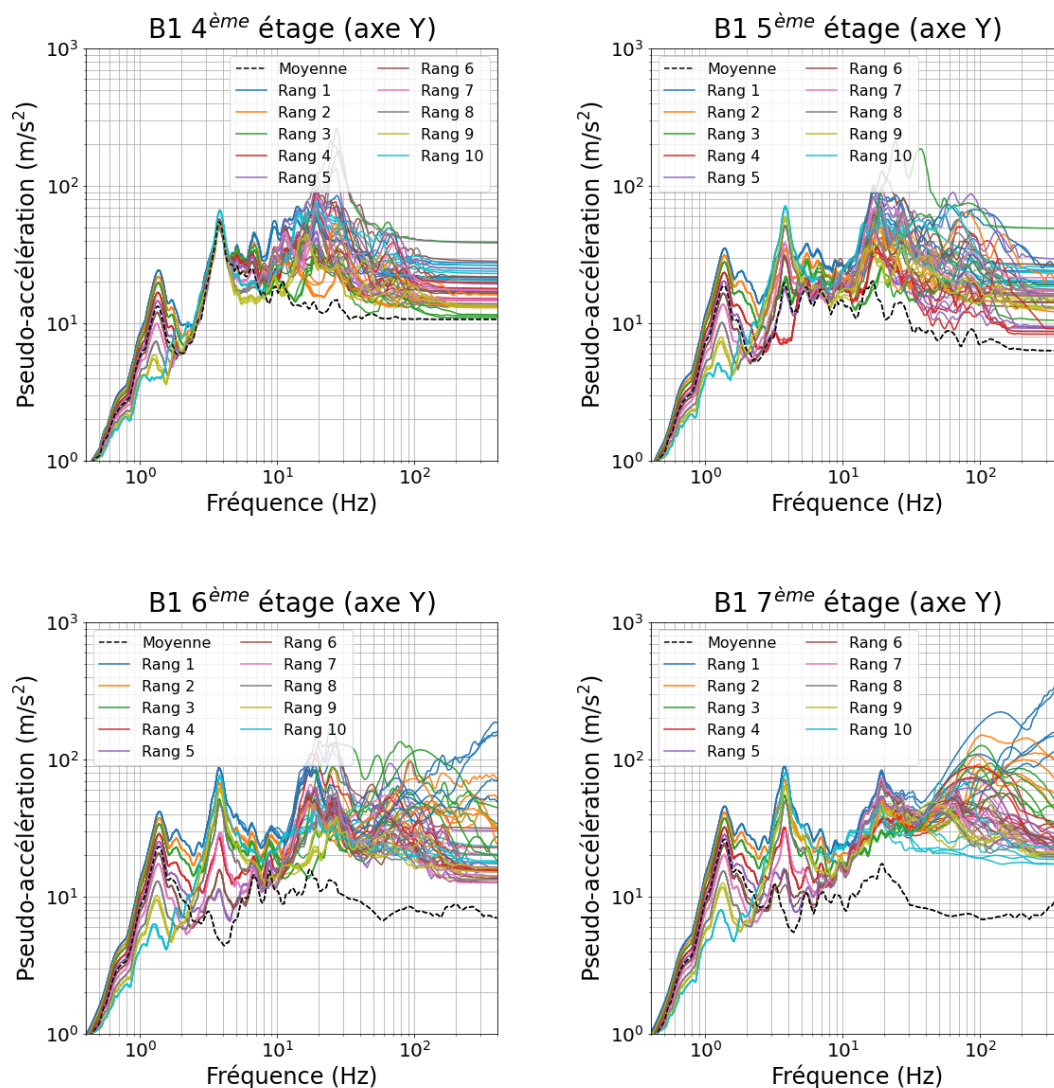 B1 4ème étage (axe Y)
Pseudo-accélération (m/s²)
10³
10²
10¹
10⁰
Moyenne
Rang 1
Rang 2
Rang 3
Rang 4
Rang 5
Rang 6
Rang 7
Rang 8
Rang 9
Rang 10
10⁰ 10¹ 10²
Fréquence (Hz)
B1 5ème étage (axe Y)
Pseudo-accélération (m/s²)
10³
10²
10¹
10⁰
Moyenne
Rang 1
Rang 2
Rang 3
Rang 4
Rang 5
Rang 6
Rang 7
Rang 8
Rang 9
Rang 10
10⁰ 10¹ 10²
Fréquence (Hz)
B1 6ème étage (axe Y)
Pseudo-accélération (m/s²)
10³
10²
10¹
10⁰
Moyenne
Rang 1
Rang 2
Rang 3
Rang 4
Rang 5
Rang 6
Rang 7
Rang 8
Rang 9
Rang 10
10⁰ 10¹ 10²
Fréquence (Hz)
B1 7ème étage (axe Y)
Pseudo-accélération (m/s²)
10³
10²
10¹
10⁰
Moyenne
Rang 1
Rang 2
Rang 3
Rang 4
Rang 5
Rang 6
Rang 7
Rang 8
Rang 9
Rang 10
10⁰ 10¹ 10²
Fréquence (Hz)